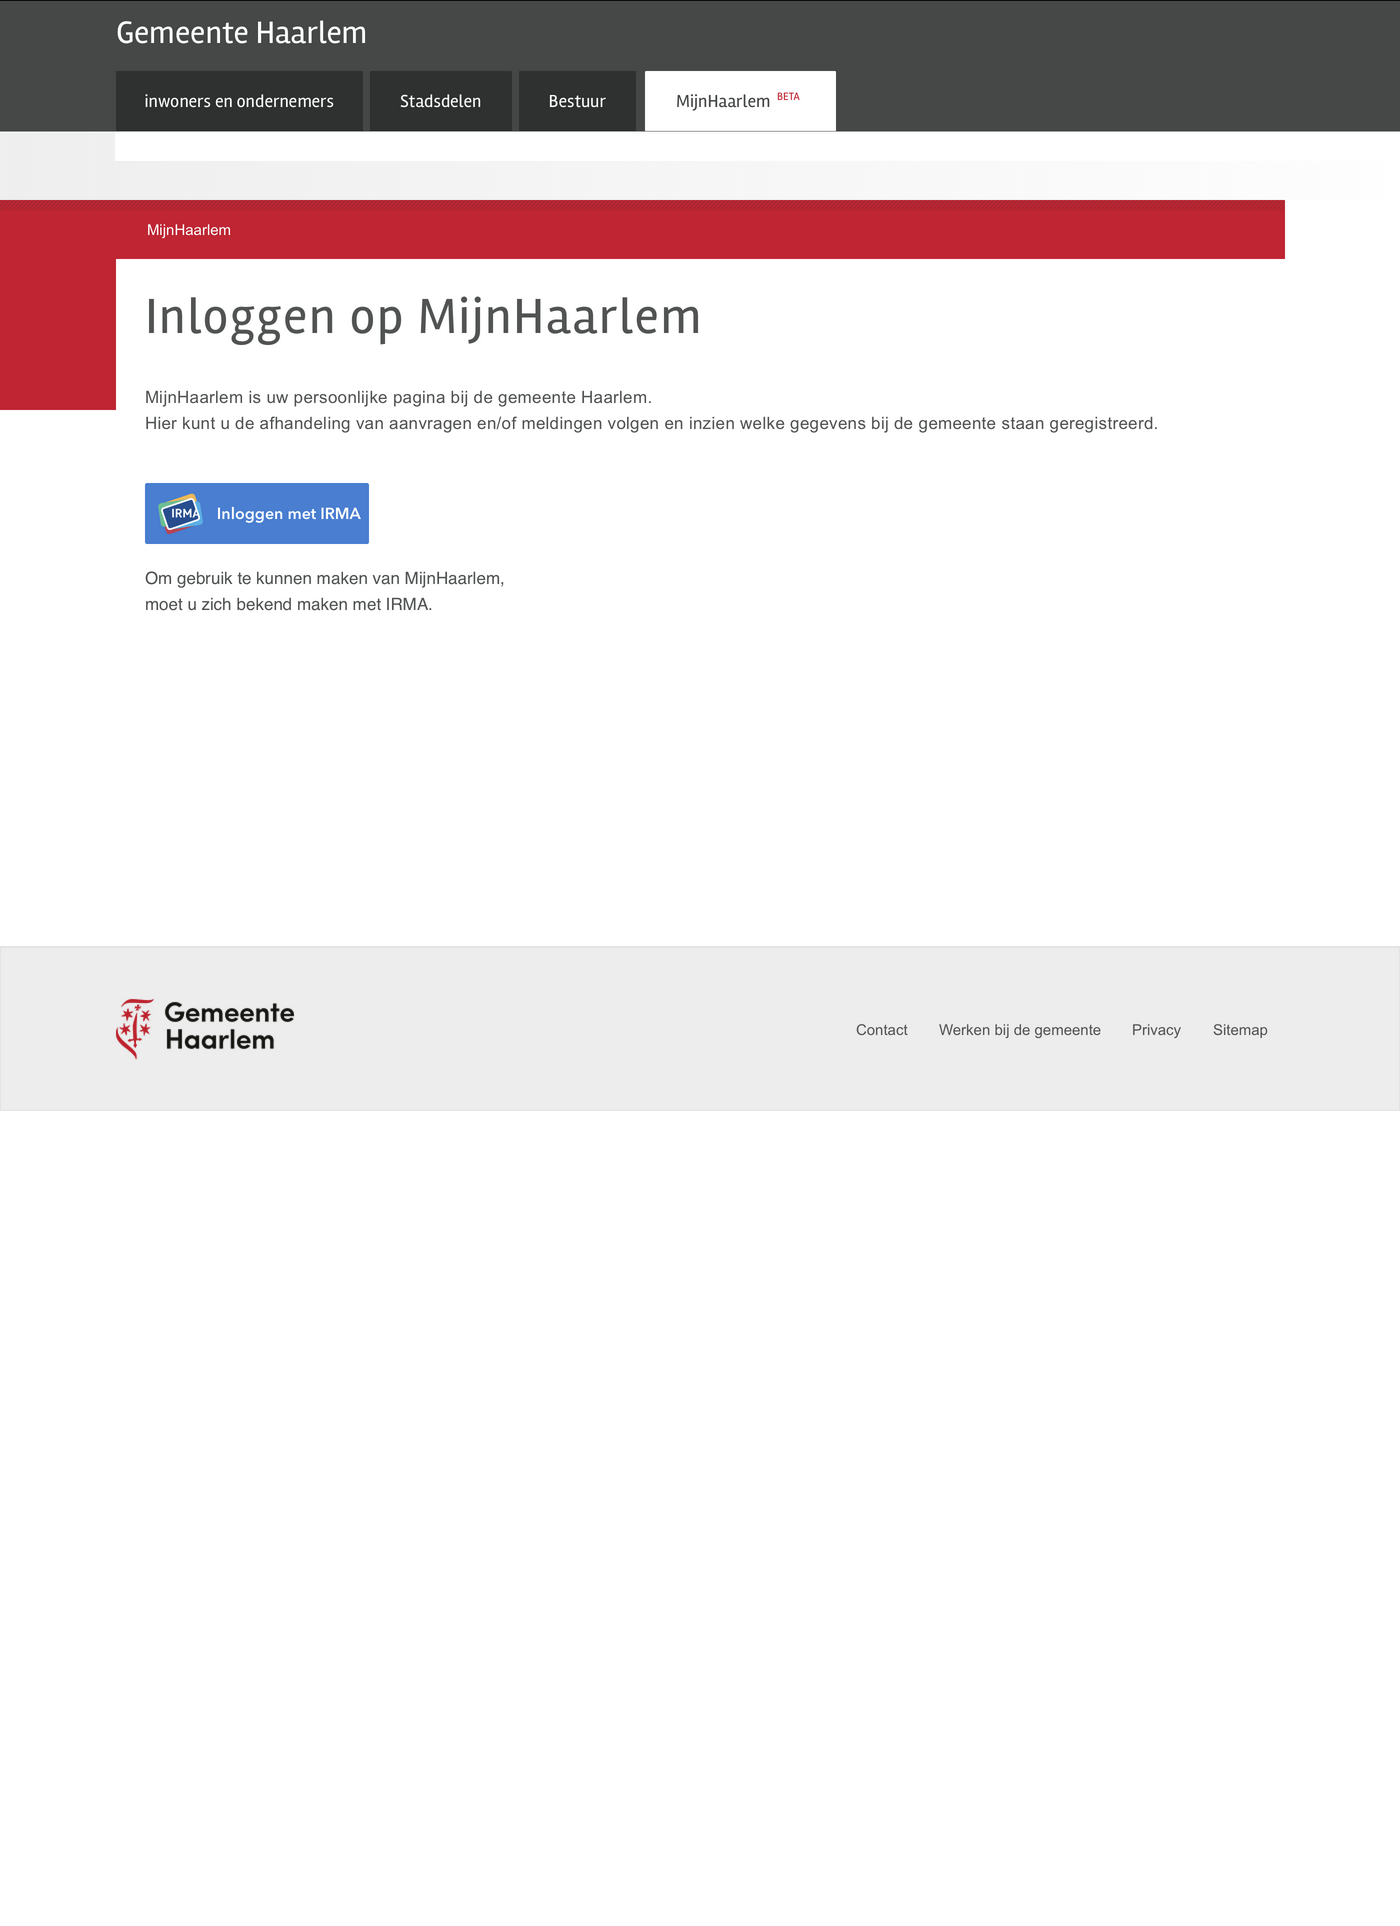 Gemeente Haarlem
inwoners en ondernemers
Stadsdelen
Bestuur
MijnHaarlem BETA
MijnHaarlem
Inloggen op MijnHaarlem
MijnHaarlem is uw persoonlijke pagina bij de gemeente Haarlem.
Hier kunt u de afhandeling van aanvragen en/of meldingen volgen en inzien welke gegevens bij de gemeente staan geregistreerd.
IRMA Inloggen met IRMA
Om gebruik te kunnen maken van MijnHaarlem,
moet u zich bekend maken met IRMA.
Gemeente
Haarlem
Contact
Werken bij de gemeente
Privacy
Sitemap